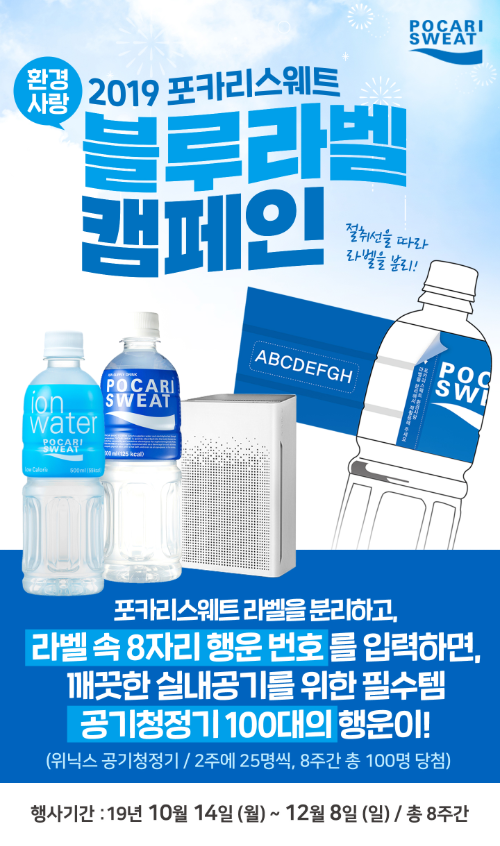 POCARI
SWEAT
환경
사랑
2019 포카리스웨트
블루라벨
캠페인
절취선을 따라
라벨을 분리!
ABCDEFGH
POC
SW
ion
water
POCARI
SWEAT
500ml
POCARI
SWEAT
500 ml (125 kcal)
포카리스웨트 라벨을 분리하고,
라벨 속 8자리 행운 번호를 입력하면,
깨끗한 실내공기를 위한 필수템
공기청정기 100대의 행운이!
(위닉스 공기청정기 / 2주에 25명씩, 8주간 총 100명 당첨)
행사기간 : 19년 10월 14일 (월) ~ 12월 8일 (일) / 총 8주간